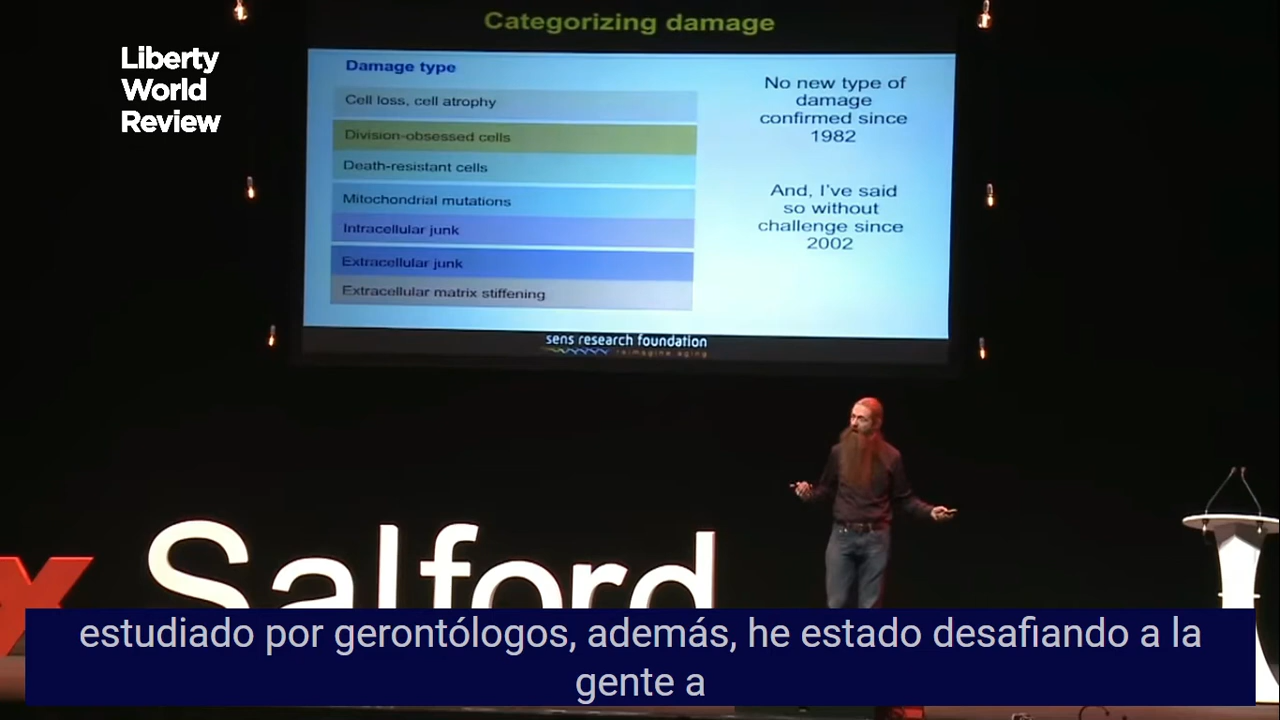 Categorizing damage
Liberty
World
Review
Damage type
Cell loss, cell atrophy
Division-obsessed cells
Death-resistant cells
Mitochondrial mutations
Intracellular junk
Extracellular junk
Extracellular matrix stiffening
No new type of
damage
confirmed since
1982
And, I've said
so without
challenge since
2002
sens research foundation
reimagine aging
x Salford
estudiado por gerontólogos, además, he estado desafiando a la
gente a